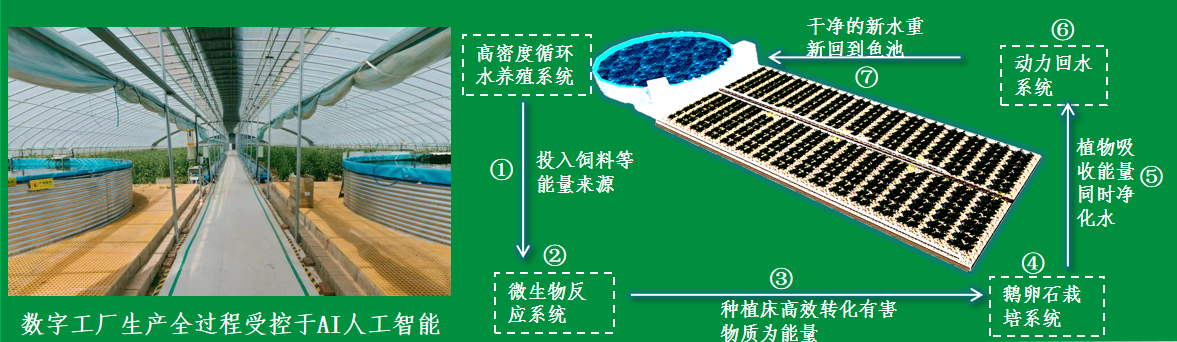 高密度循环
水养殖系统
①
投入饲料等
能量来源
②
微生物反
应系统
③
种植床高效转化有害
物质为能量
④
鹅卵石栽
培系统
⑤
植物吸
收能量
同时净
化水
⑥
动力回水
系统
干净的新水重
新回到鱼池
⑦
数字工厂生产全过程受控于AI人工智能